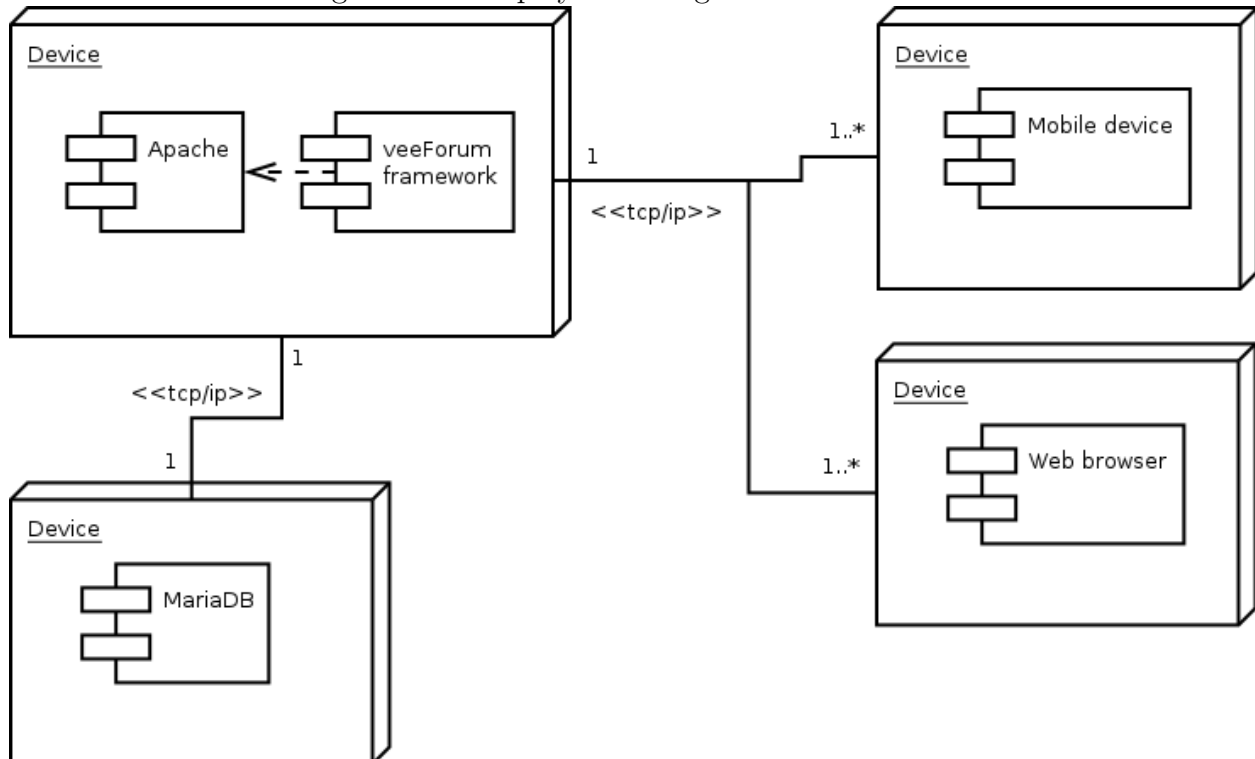 Device
Apache
veeForum
framework
1
<<tcp/ip>>
1..*
Device
Mobile device
1
<<tcp/ip>>
1
1..*
Device
Web browser
Device
MariaDB